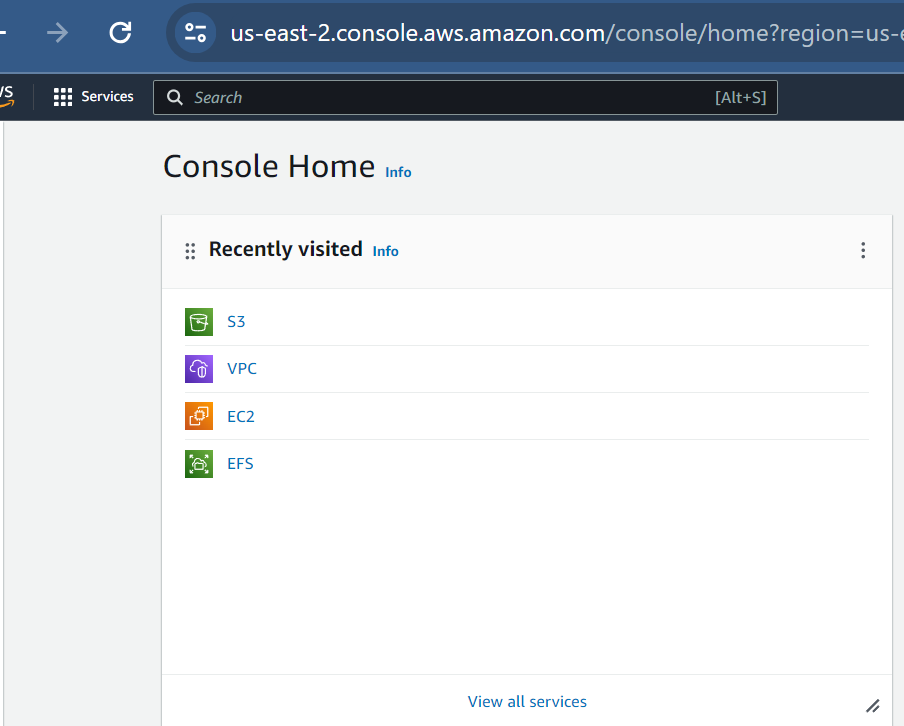 us-east-2.console.aws.amazon.com/console/home?region=us-
Services
Search [Alt+S]
Console Home Info
Recently visited Info
S3
VPC
EC2
EFS
View all services